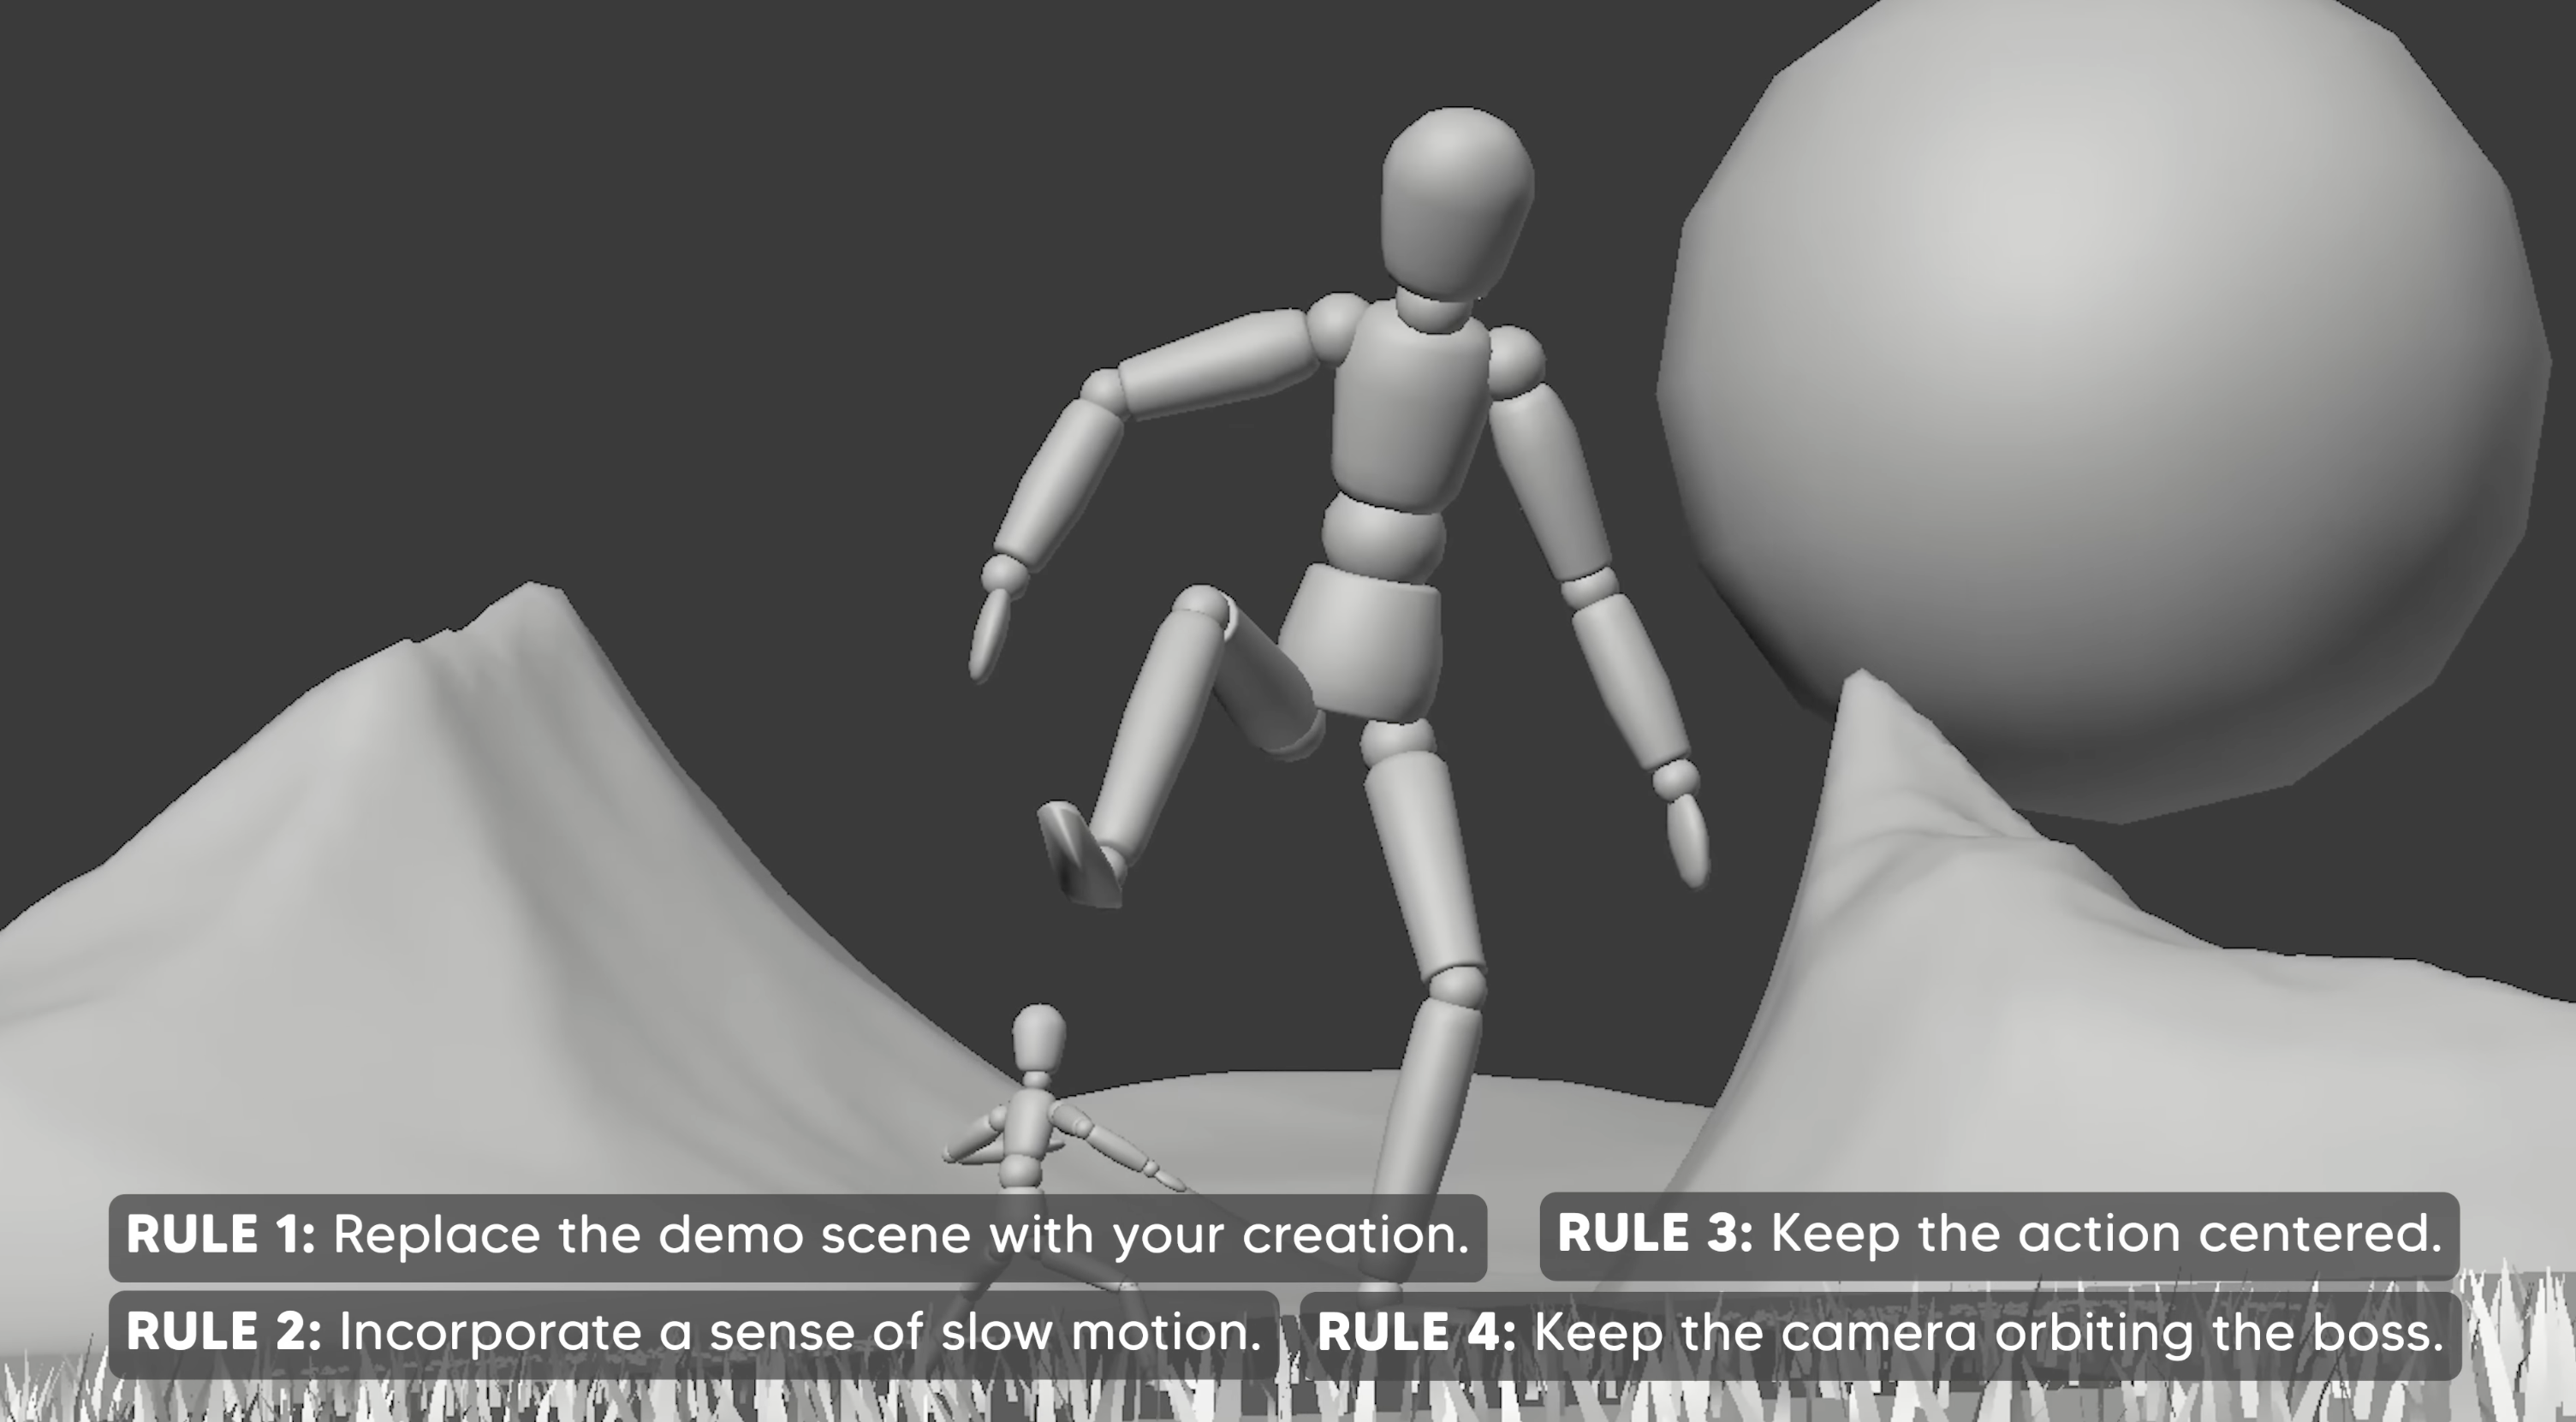 RULE 1: Replace the demo scene with your creation.
RULE 2: Incorporate a sense of slow motion.
RULE 3: Keep the action centered.
RULE 4: Keep the camera orbiting the boss.